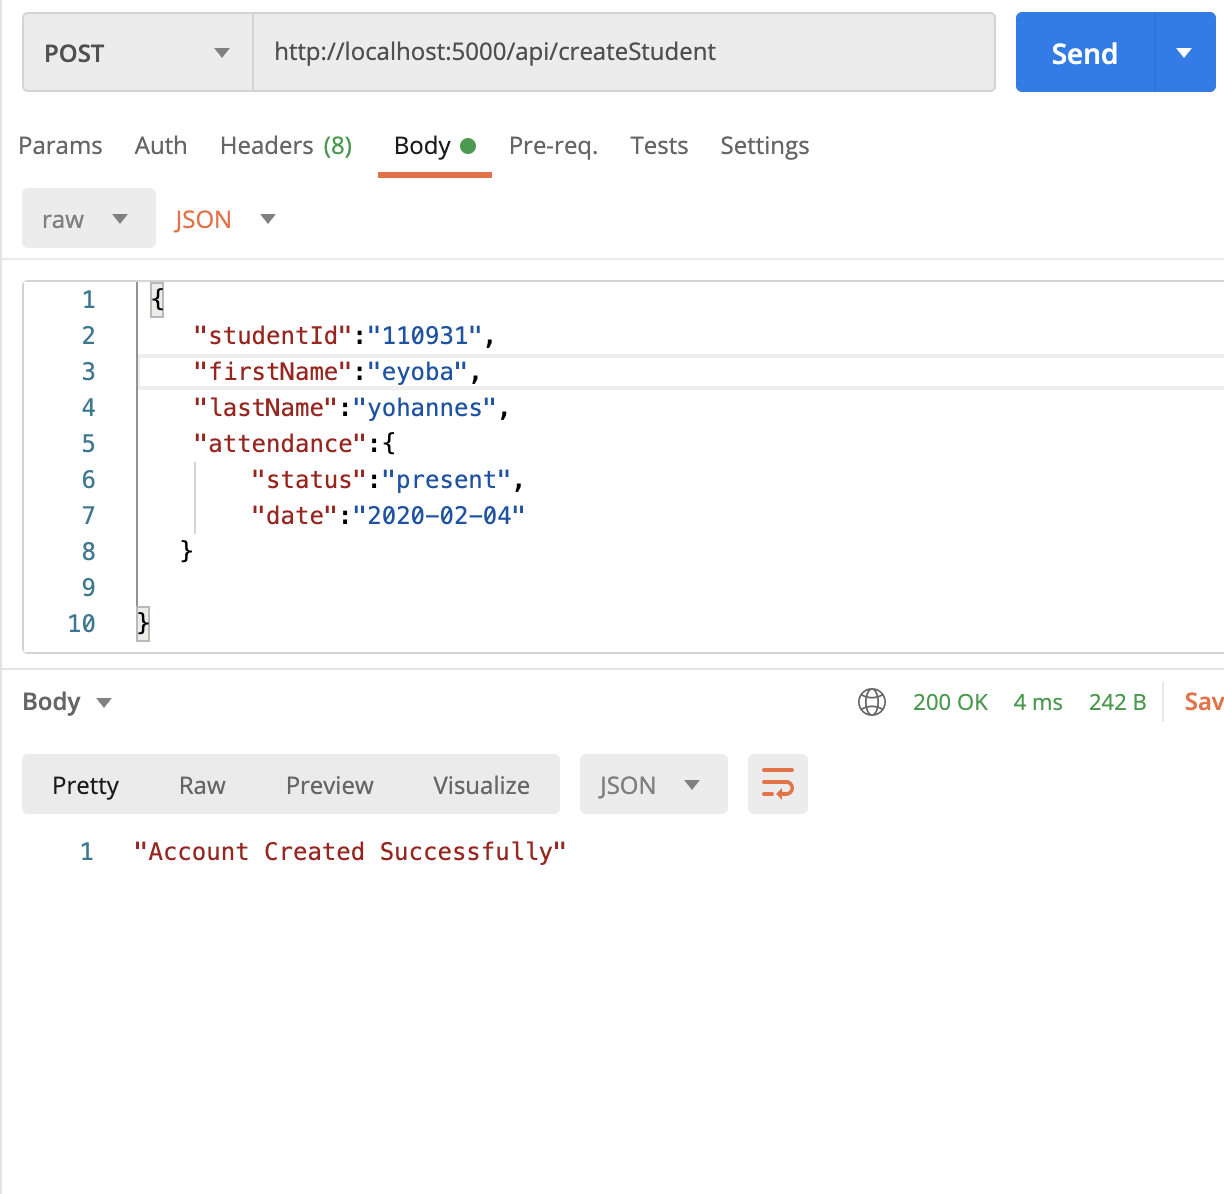 POST http://localhost:5000/api/createStudent Send
Params Auth Headers (8) Body Pre-req. Tests Settings
raw JSON
1 {
2 "studentId":"110931",
3 "firstName":"eyoba",
4 "lastName":"yohannes",
5 "attendance":{
6 "status":"present",
7 "date":"2020-02-04"
8 }
9
10 }
Body 200 OK 4 ms 242 B Sav
Pretty Raw Preview Visualize JSON
1 "Account Created Successfully"